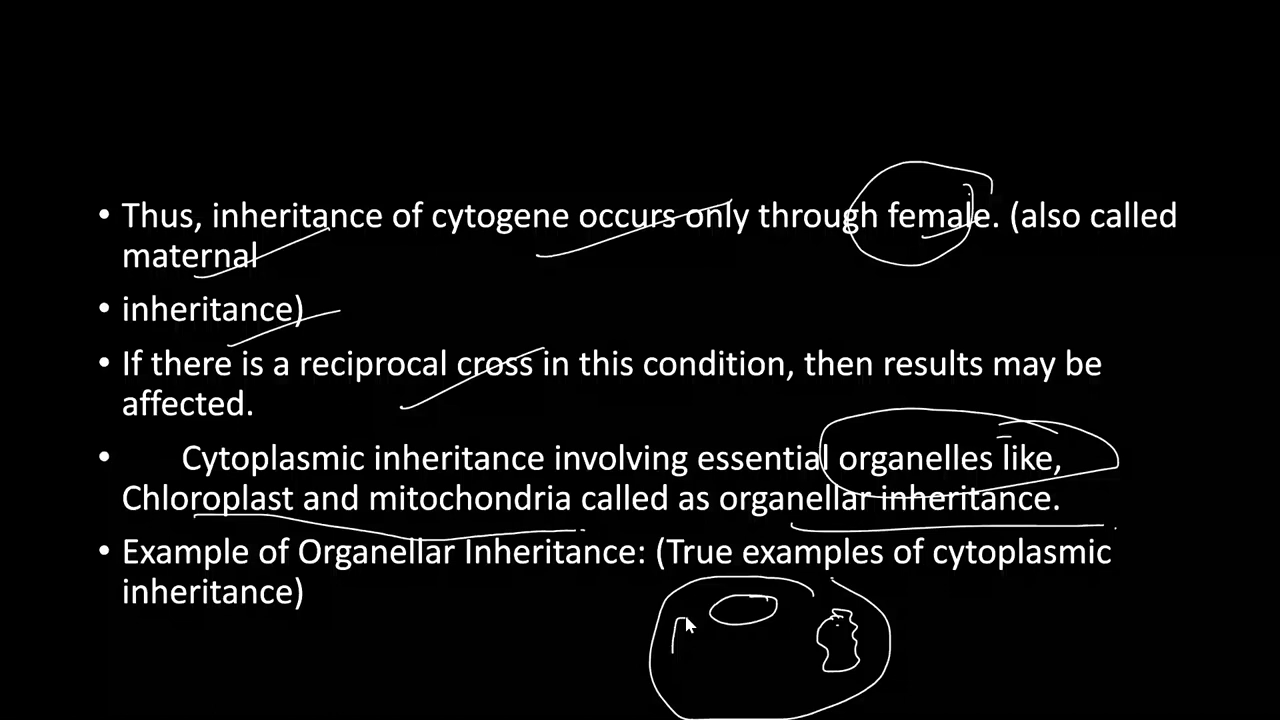 • Thus, inheritance of cytogene occurs only through female. (also called
maternal
• inheritance)
• If there is a reciprocal cross in this condition, then results may be
affected.
• Cytoplasmic inheritance involving essential organelles like,
Chloroplast and mitochondria called as organellar inheritance.
• Example of Organellar Inheritance: (True examples of cytoplasmic
inheritance)